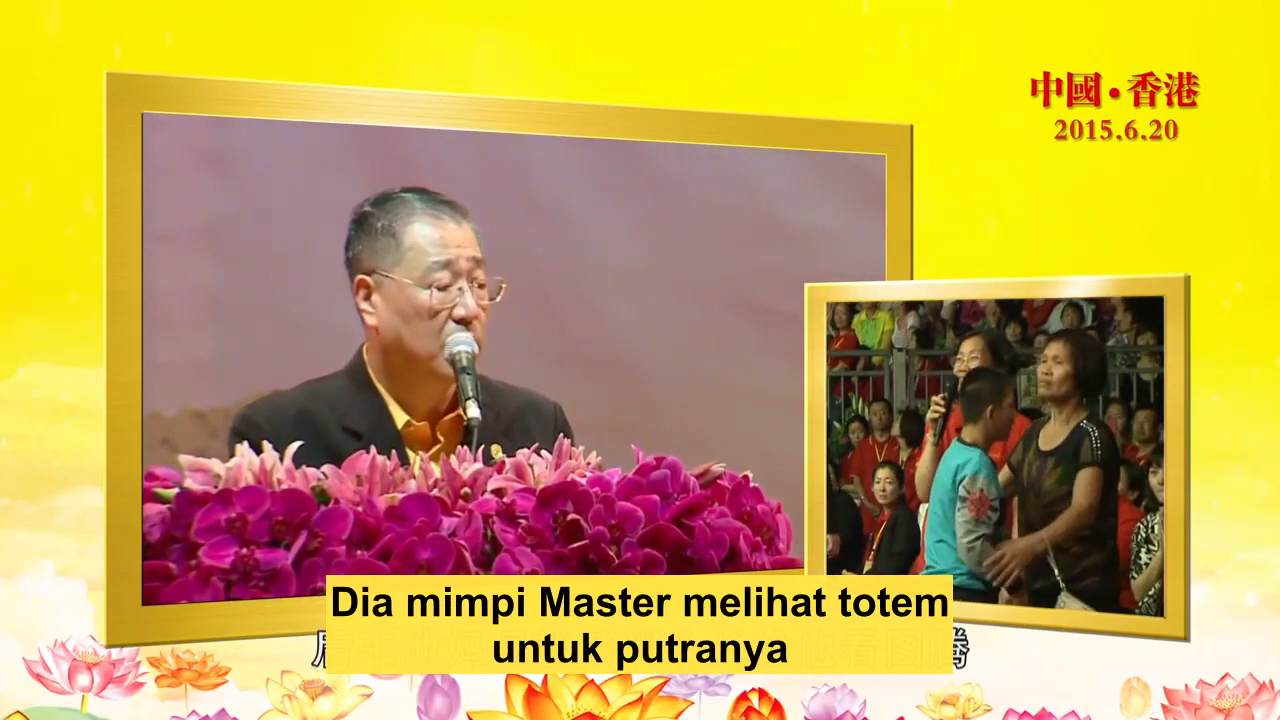 中國·香港
2015.6.20
Dia mimpi Master melihat totem
untuk putranya